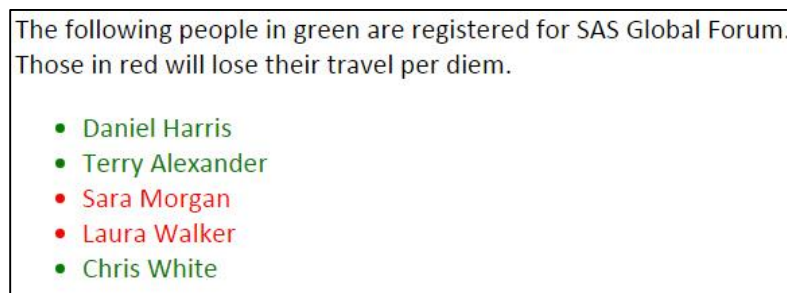 The following people in green are registered for SAS Global Forum.
Those in red will lose their travel per diem.
• Daniel Harris
• Terry Alexander
• Sara Morgan
• Laura Walker
• Chris White